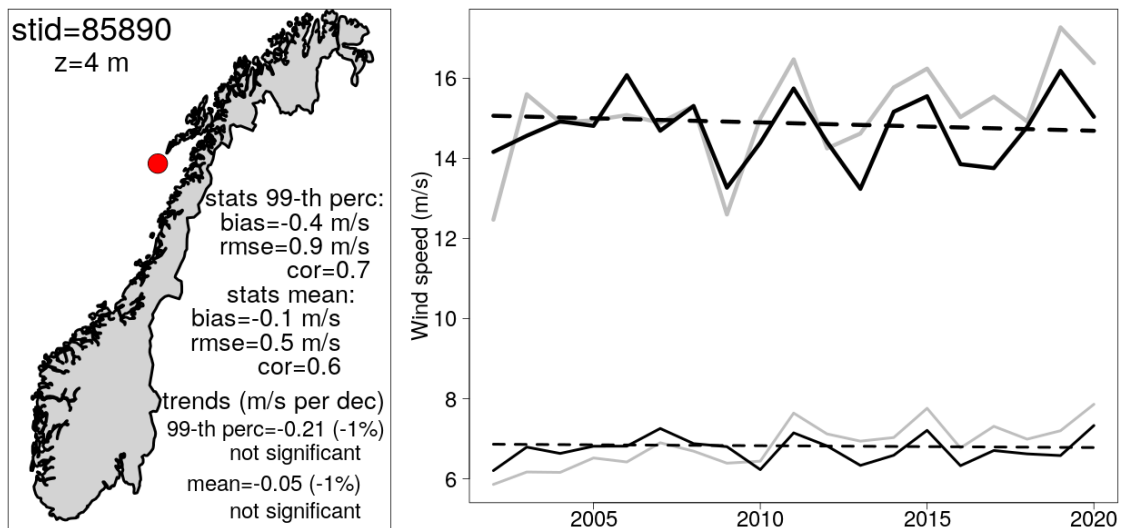 stid=85890
z=4 m
stats 99-th perc:
bias=-0.4 m/s
rmse=0.9 m/s
cor=0.7
stats mean:
bias=-0.1 m/s
rmse=0.5 m/s
cor=0.6
trends (m/s per dec)
99-th perc=-0.21 (-1%)
not significant
mean=-0.05 (-1%)
not significant
Wind speed (m/s)
16
14
12
10
8
6
2005 2010 2015 2020